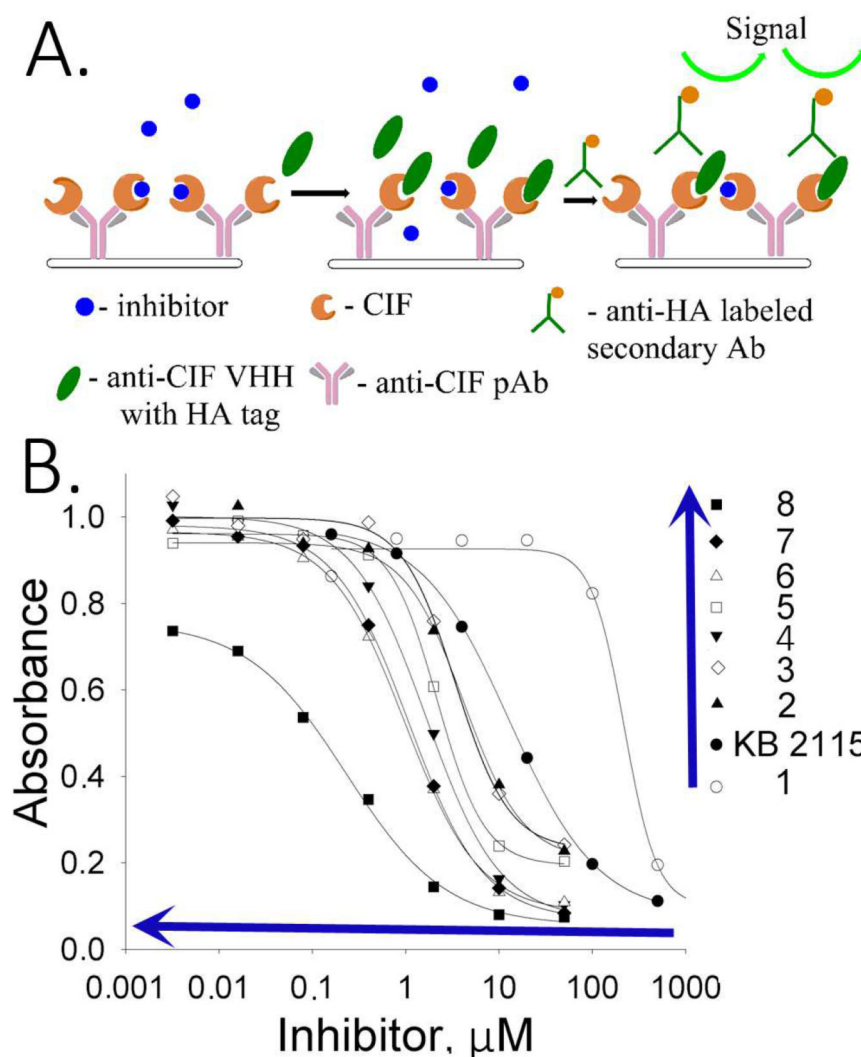 A.
Signal
- inhibitor
- CIF
- anti-HA labeled
secondary Ab
- anti-CIF VHH
with HA tag
- anti-CIF pAb
B.
1.0
0.8
0.6
0.4
0.2
0.0
Absorbance
0.001 0.01 0.1 1 10 100 1000
Inhibitor, μM
8
7
6
5
4
3
2
KB 2115
1